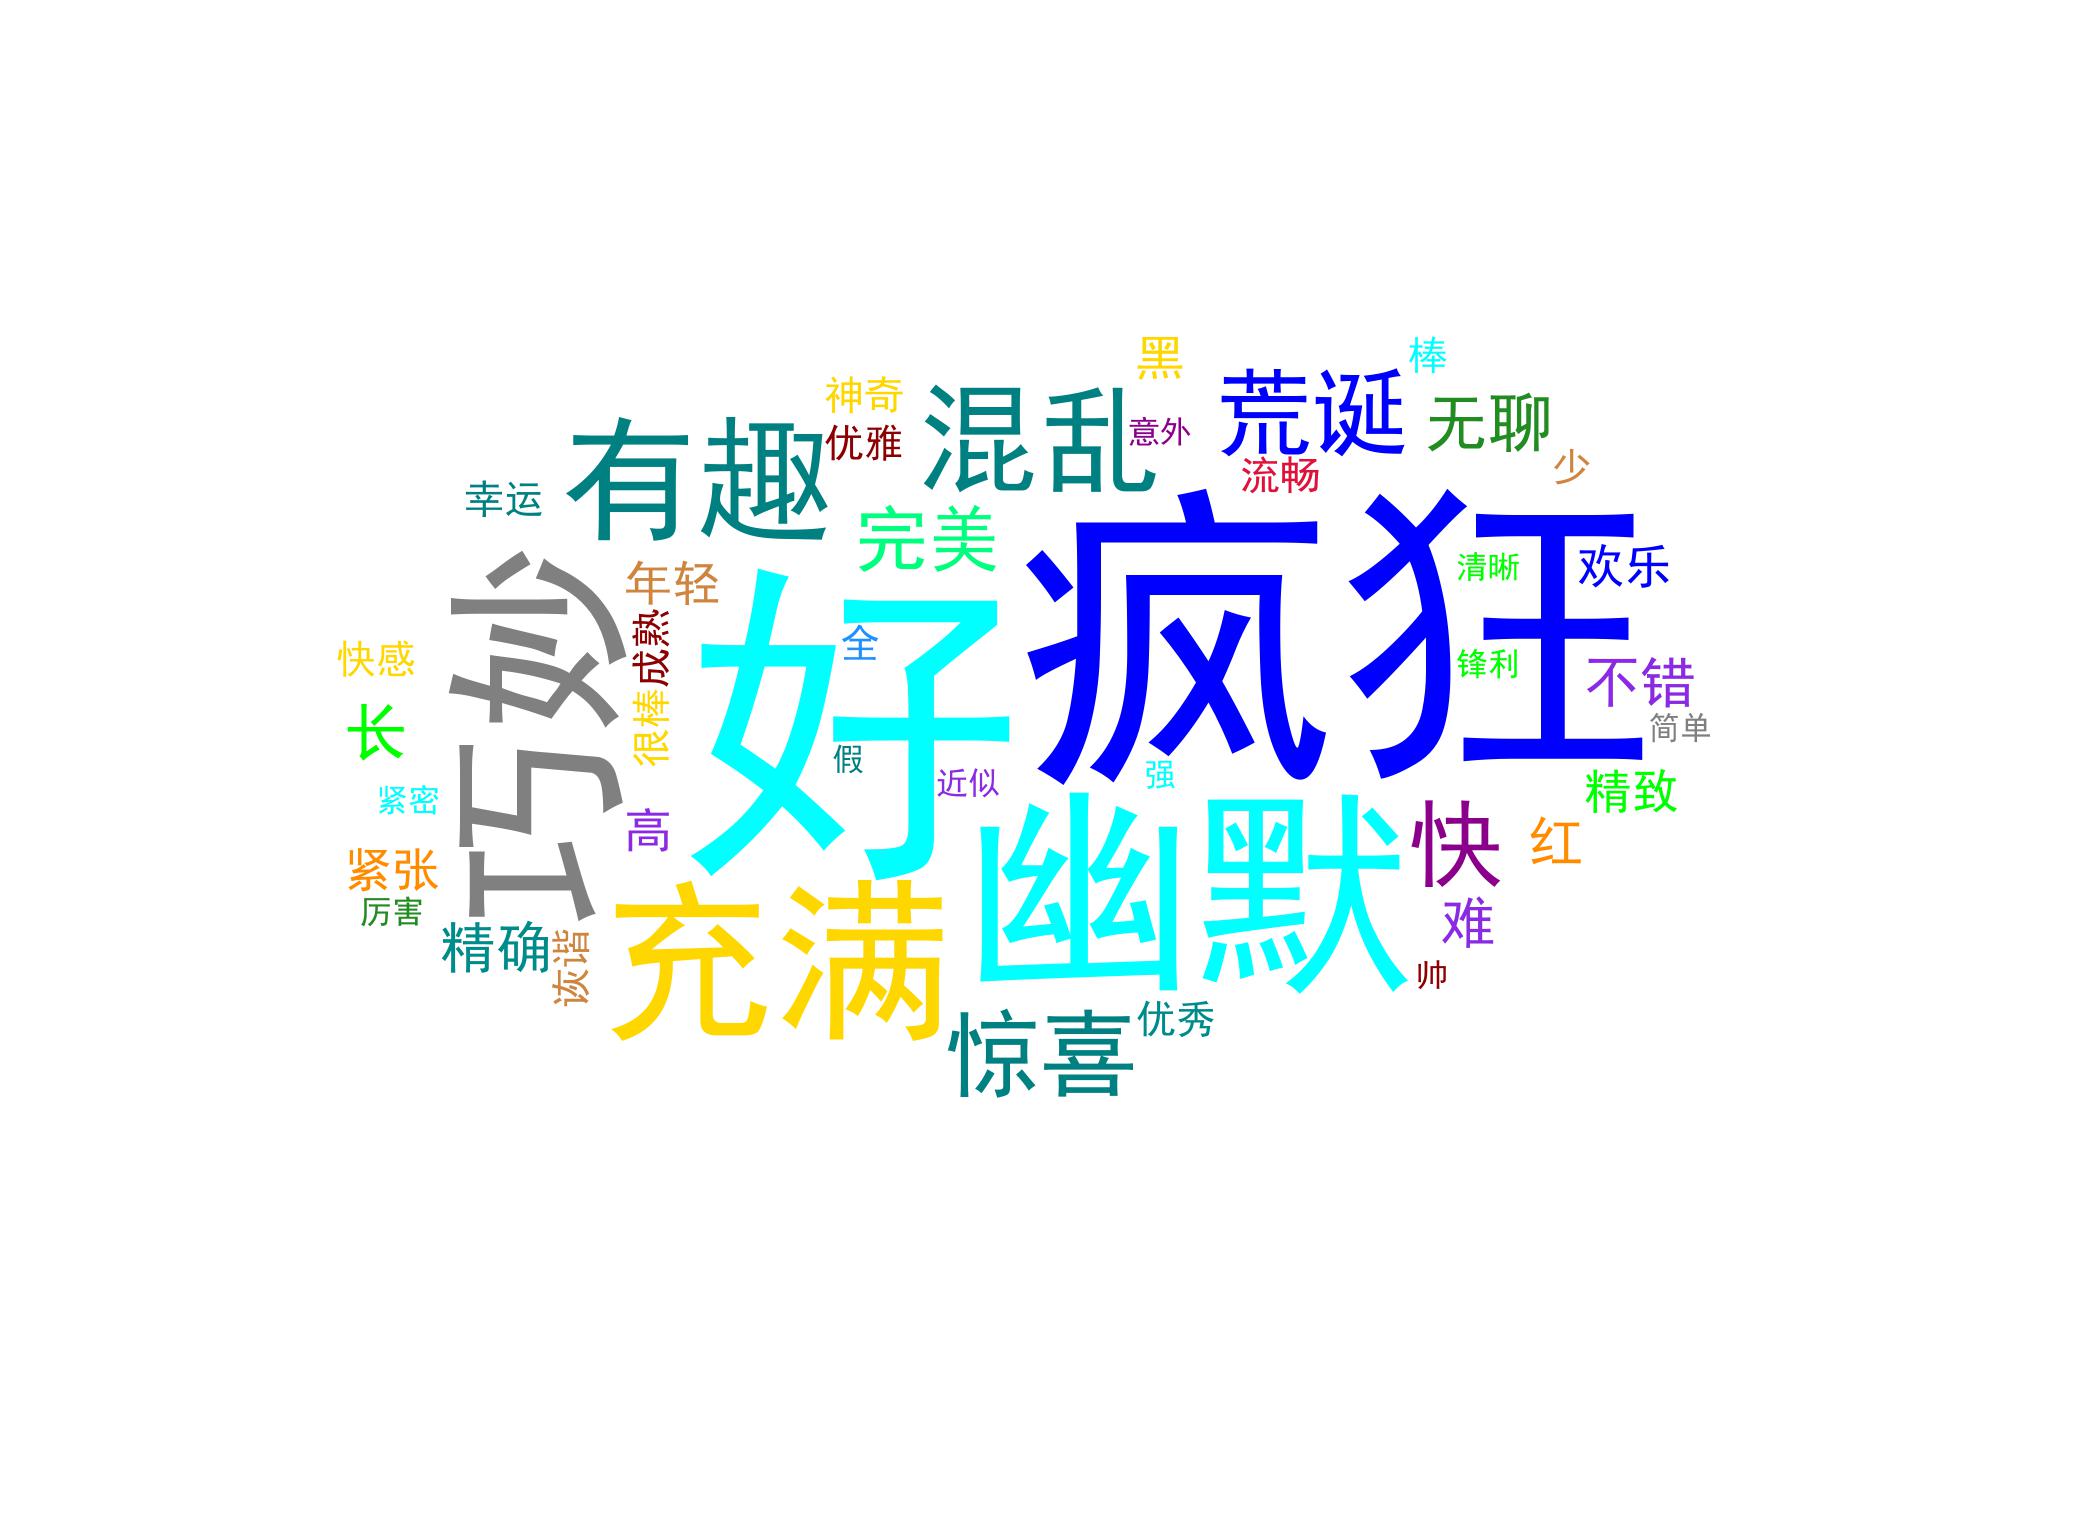 黑
棒
神奇
混乱
荒诞
无聊
有趣
优雅
意外
流畅
少
幸运
完美
疯狂
清晰
欢乐
年轻
巧妙
成熟
好
全
快感
锋利
不错
长
很棒
简单
假
近似
强
精致
紧密
高
幽默
快
红
紧张
厉害
充满
难
精确
诙谐
帅
惊喜
优秀